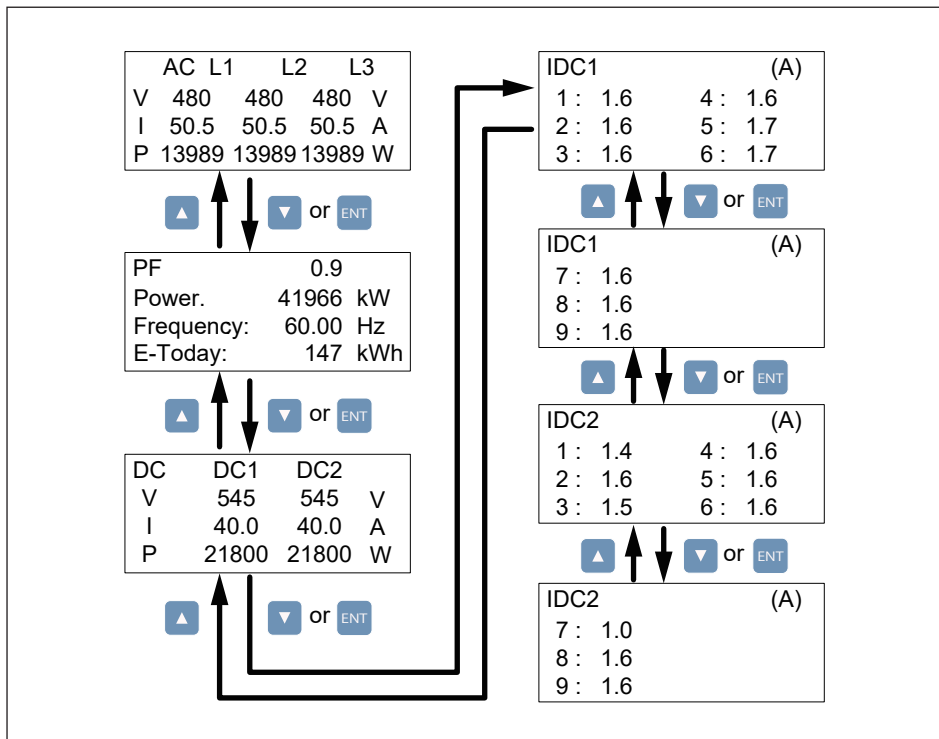 AC L1 L2 L3
V 480 480 480 V
I 50.5 50.5 50.5 A
P 13989 13989 13989 W
▲ ▼ or ENT
PF 0.9
Power. 41966 kW
Frequency: 60.00 Hz
E-Today: 147 kWh
▲ ▼ or ENT
DC DC1 DC2
V 545 545 V
I 40.0 40.0 A
P 21800 21800 W
▲ ▼ or ENT
IDC1 (A)
1 : 1.6 4 : 1.6
2 : 1.6 5 : 1.7
3 : 1.6 6 : 1.7
▲ ▼ or ENT
IDC1 (A)
7 : 1.6
8 : 1.6
9 : 1.6
▲ ▼ or ENT
IDC2 (A)
1 : 1.4 4 : 1.6
2 : 1.6 5 : 1.6
3 : 1.5 6 : 1.6
▲ ▼ or ENT
IDC2 (A)
7 : 1.0
8 : 1.6
9 : 1.6